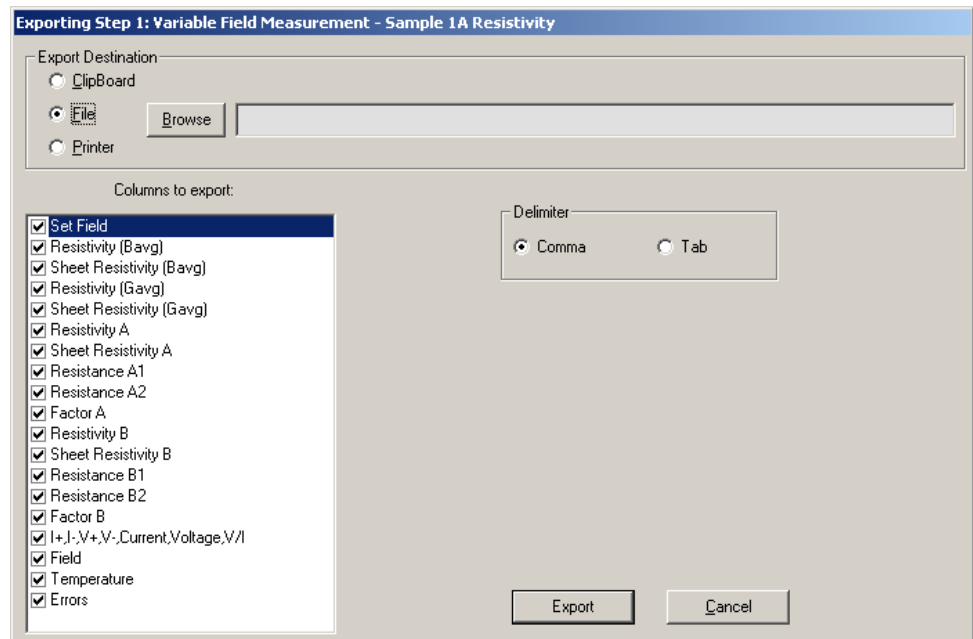 Exporting Step 1: Variable Field Measurement - Sample 1A Resistivity
Export Destination
ClipBoard
File
Browse
Printer
Columns to export:
Set Field
Resistivity (Bavg)
Sheet Resistivity (Bavg)
Resistivity (Gavg)
Sheet Resistivity (Gavg)
Resistivity A
Sheet Resistivity A
Resistance A1
Resistance A2
Factor A
Resistivity B
Sheet Resistivity B
Resistance B1
Resistance B2
Factor B
I+,I-,V+,V-,Current,Voltage,V/I
Field
Temperature
Errors
Delimiter
Comma
Tab
Export
Cancel